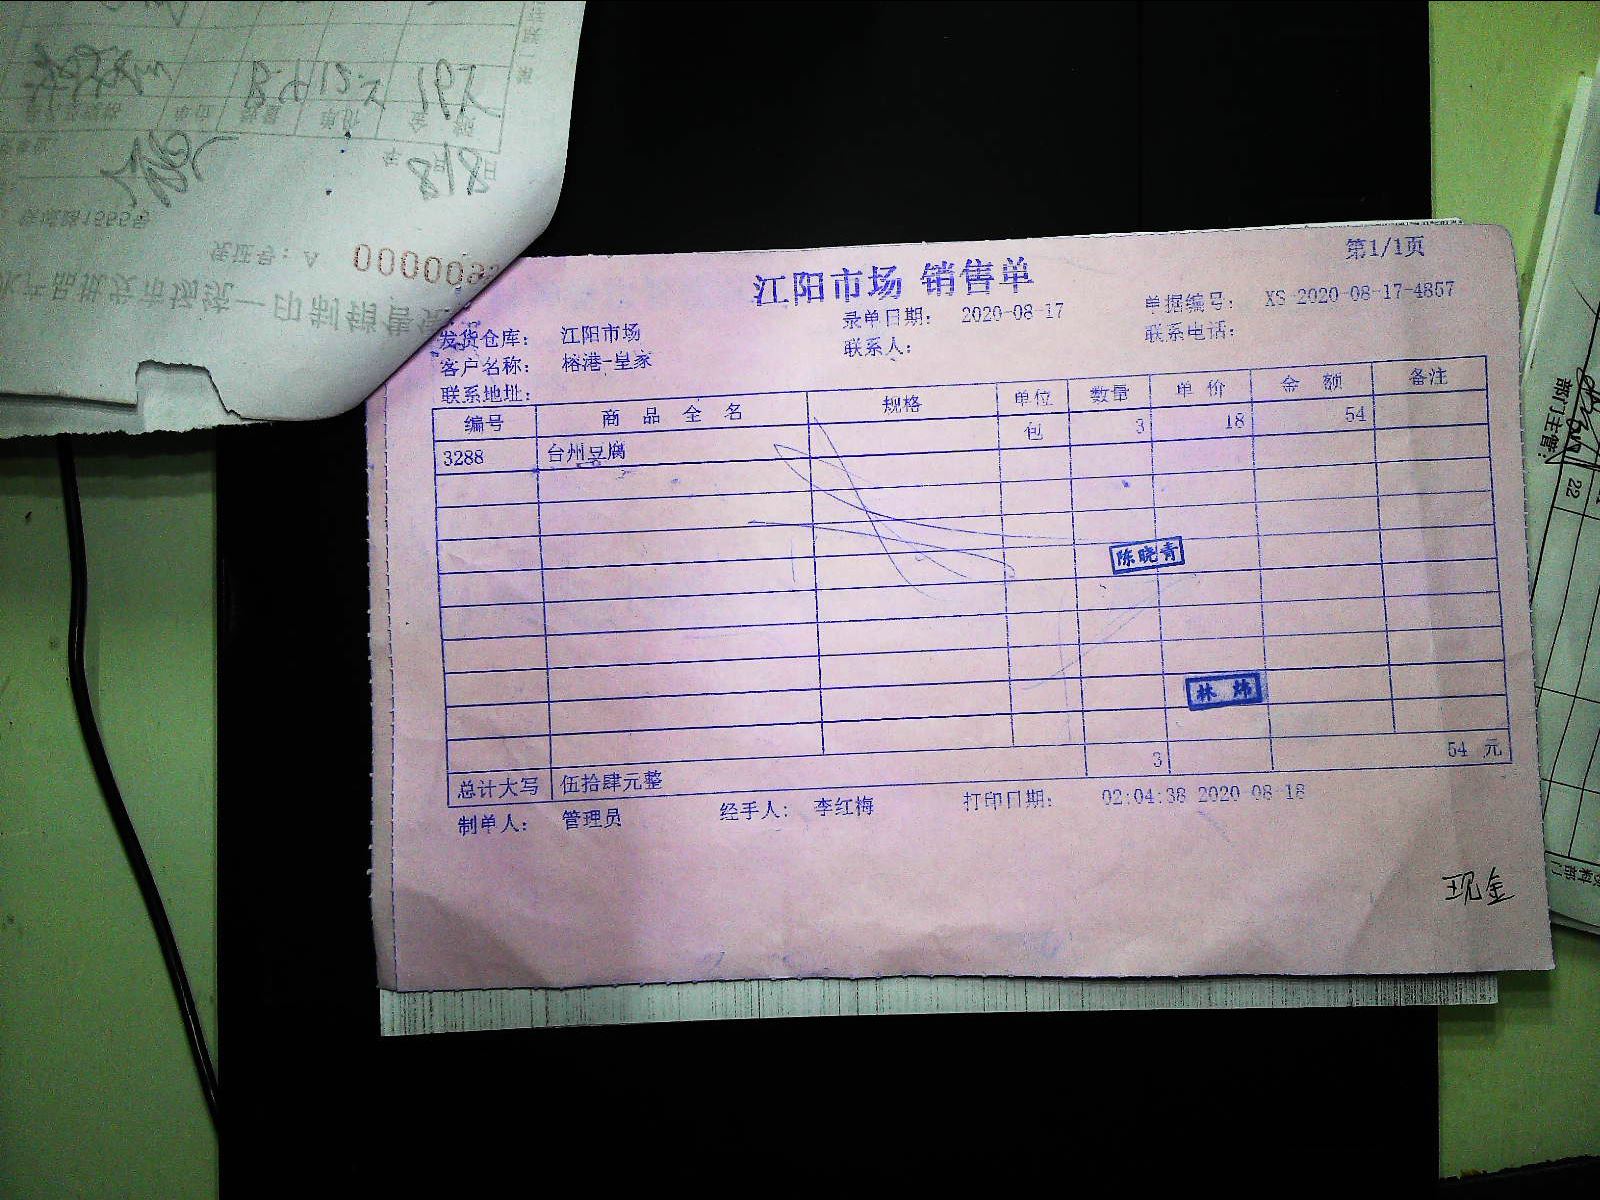 第1/1页
江阳市场 销售单
发货仓库： 江阳市场 录单日期： 2020-08-17 单据编号： XS-2020-08-17-4857
客户名称： 榕港-皇家 联系人： 联系电话：
联系地址：
编号 商品全名 规格 单位 数量 单价 金额 备注
3288 台州豆腐 包 3 18 54
陈晓青
林炜
3 54 元
总计大写 伍拾肆元整
制单人： 管理员 经手人： 李红梅 打印日期： 02:04:38 2020-08-18
现金
部门主管：
22